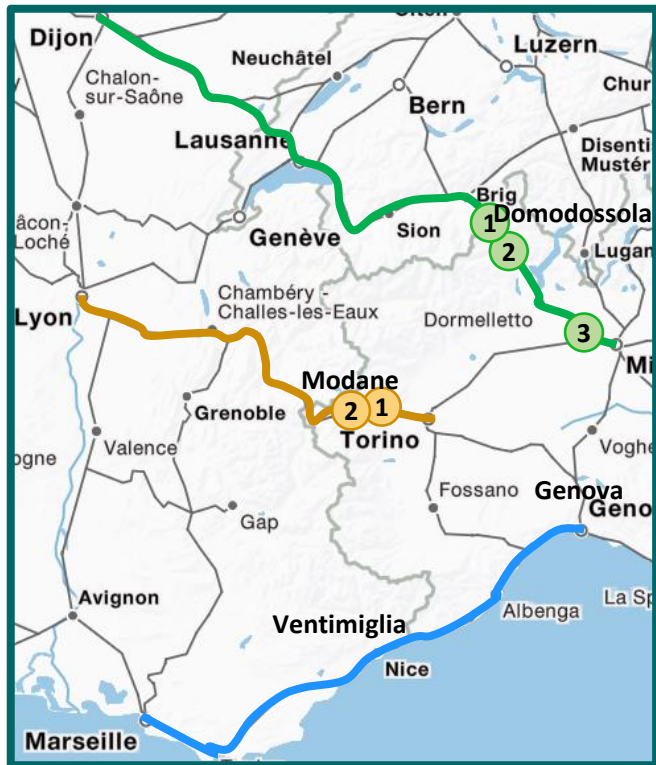 Dijon
Neuchâtel
Luzern
Chalon-
sur-Saône
Bern
Chur
Lausanne
Disenti
Mustér
Brig
1
Domodossola
âcon-
Loché
Genève
Sion
2
Lugan
Chambéry -
Challes-les-Eaux
Lyon
Dormelletto
3
Mi
Modane
2
1
Grenoble
Torino
Valence
Voghe
ogne
Fossano
Genova
Geno
Gap
Avignon
Albenga
La Sp
Ventimiglia
Nice
Marseille